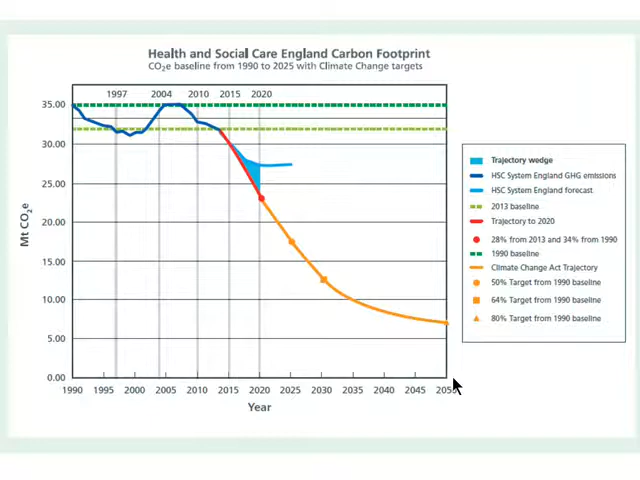 Health and Social Care England Carbon Footprint
CO2e baseline from 1990 to 2025 with Climate Change targets
1997 2004 2010 2015 2020
35.00
30.00
25.00
20.00
15.00
10.00
5.00
0.00
Mt CO2e
1990 1995 2000 2005 2010 2015 2020 2025 2030 2035 2040 2045 2055
Year
Trajectory wedge
HSC System England GHG emissions
HSC System England forecast
2013 baseline
Trajectory to 2020
28% from 2013 and 34% from 1990
1990 baseline
Climate Change Act Trajectory
50% Target from 1990 baseline
64% Target from 1990 baseline
80% Target from 1990 baseline